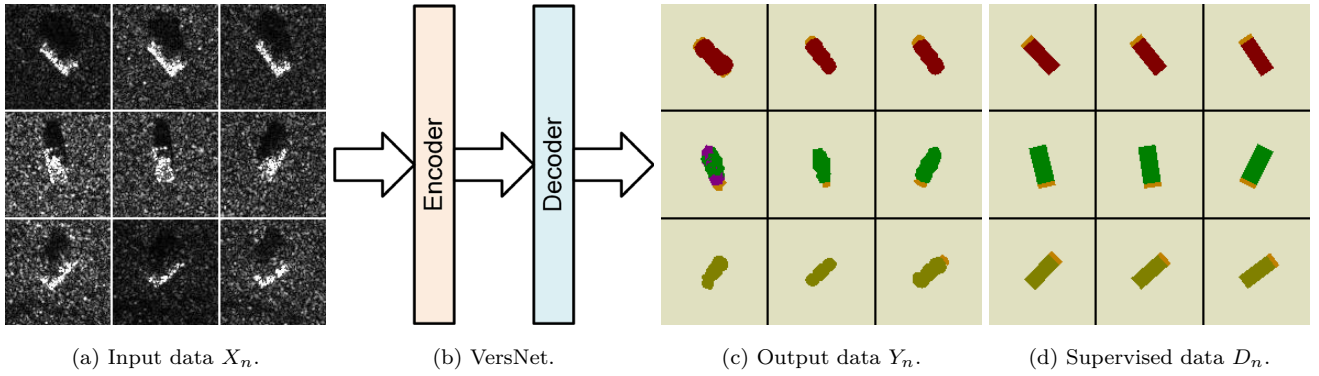 Encoder
Decoder
(a) Input data Xₙ.
(b) VersNet.
(c) Output data Yₙ.
(d) Supervised data Dₙ.